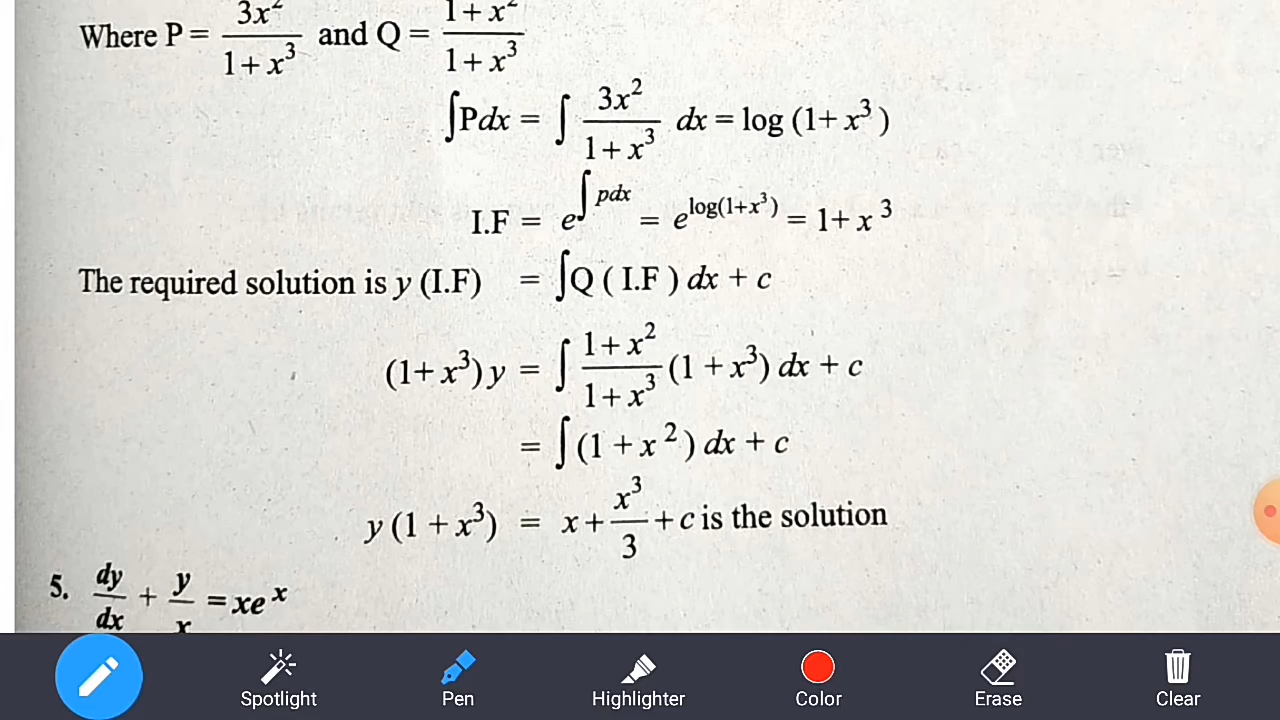 Where P = 3x² / 1 + x³ and Q = 1 + x² / 1 + x³
∫Pdx = ∫ 3x² / 1 + x³ dx = log (1+ x³ )
I.F = e^∫pdx = e^log(1+x³) = 1+ x³
The required solution is y (I.F) = ∫Q ( I.F ) dx + c
(1+ x³) y = ∫ 1 + x² / 1 + x³ (1 + x³) dx + c
= ∫ (1 + x²) dx + c
y (1 + x³) = x + x³ / 3 + c is the solution
5. dy / dx + y / x = xe^x
Spotlight Pen Highlighter Color Erase Clear